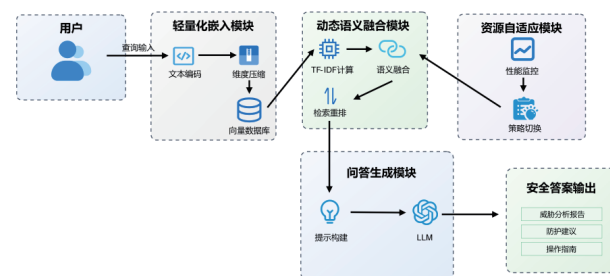 用户
查询输入
轻量化嵌入模块
文本编码
维度压缩
向量数据库
动态语义融合模块
TF-IDF计算
语义融合
检索重排
资源自适应模块
性能监控
策略切换
问答生成模块
提示构建
LLM
安全答案输出
威胁分析报告
防护建议
操作指南